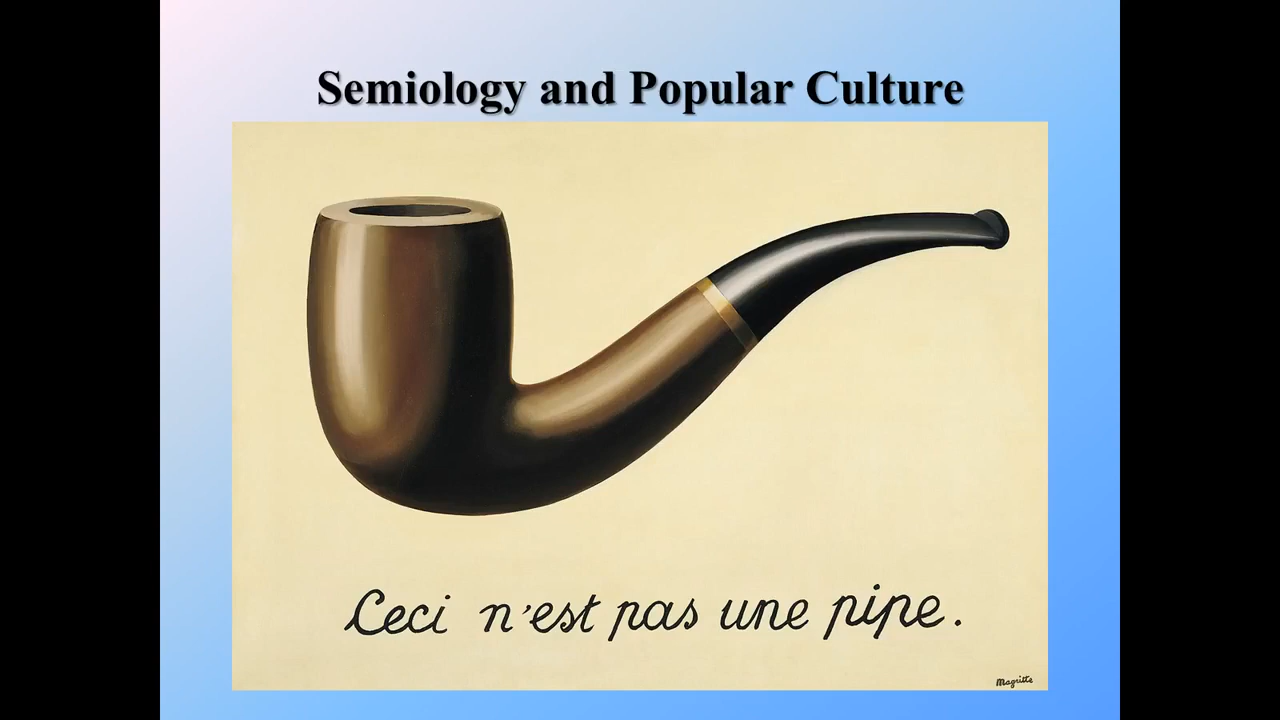 Semiology and Popular Culture
Ceci n'est pas une pipe.
Magritte